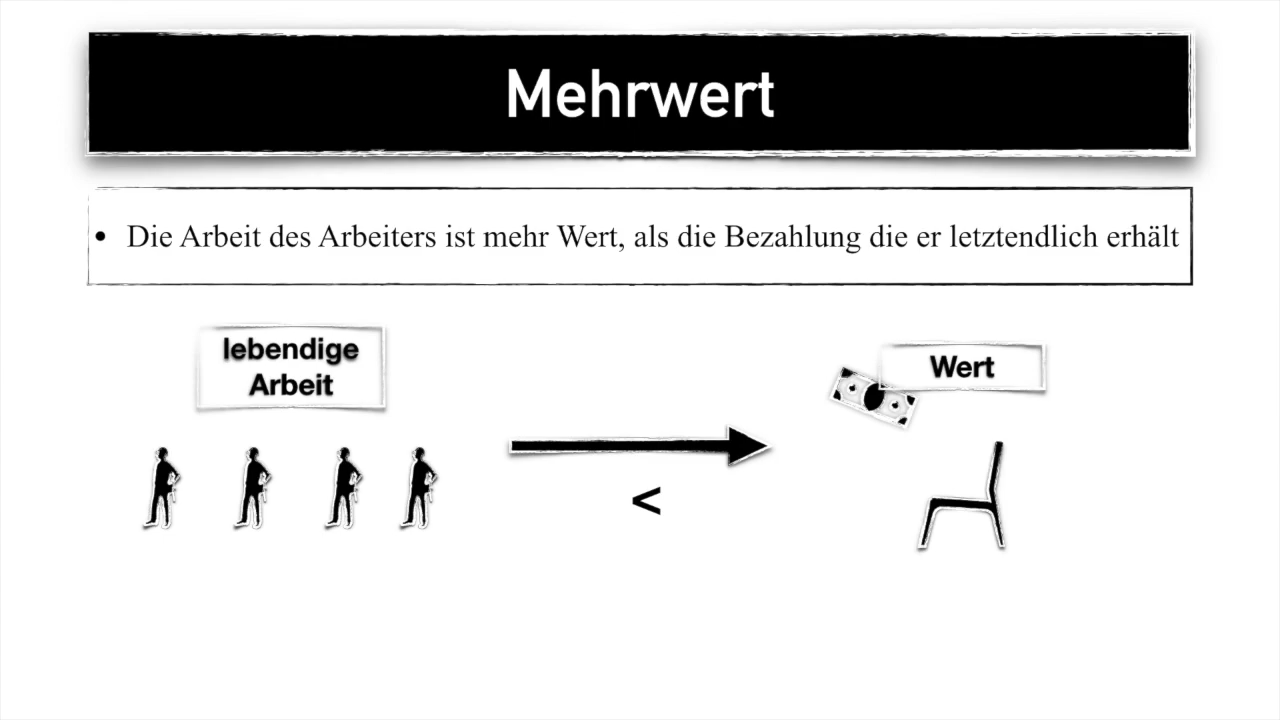 Mehrwert
• Die Arbeit des Arbeiters ist mehr Wert, als die Bezahlung die er letztendlich erhält
lebendige
Arbeit
Wert
<